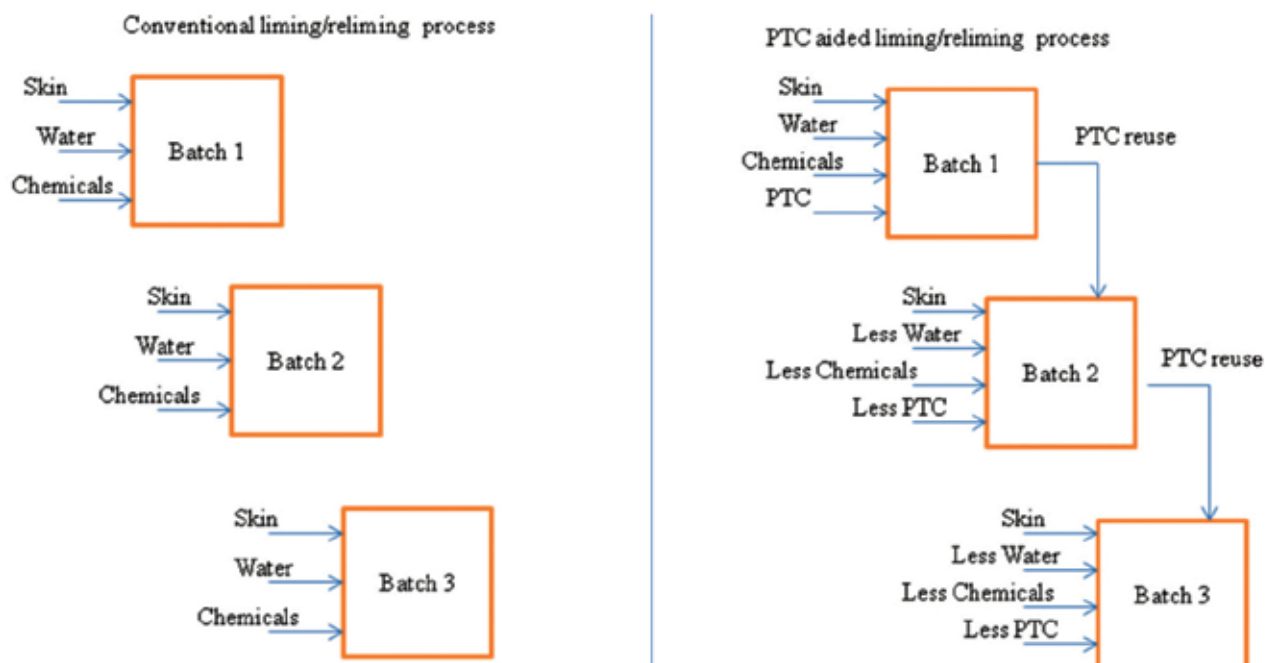 Conventional liming/reliming process
Skin
Water
Chemicals
Batch 1
Skin
Water
Chemicals
Batch 2
Skin
Water
Chemicals
Batch 3
PTC aided liming/reliming process
Skin
Water
Chemicals
PTC
Batch 1
PTC reuse
Skin
Less Water
Less Chemicals
Less PTC
Batch 2
PTC reuse
Skin
Less Water
Less Chemicals
Less PTC
Batch 3